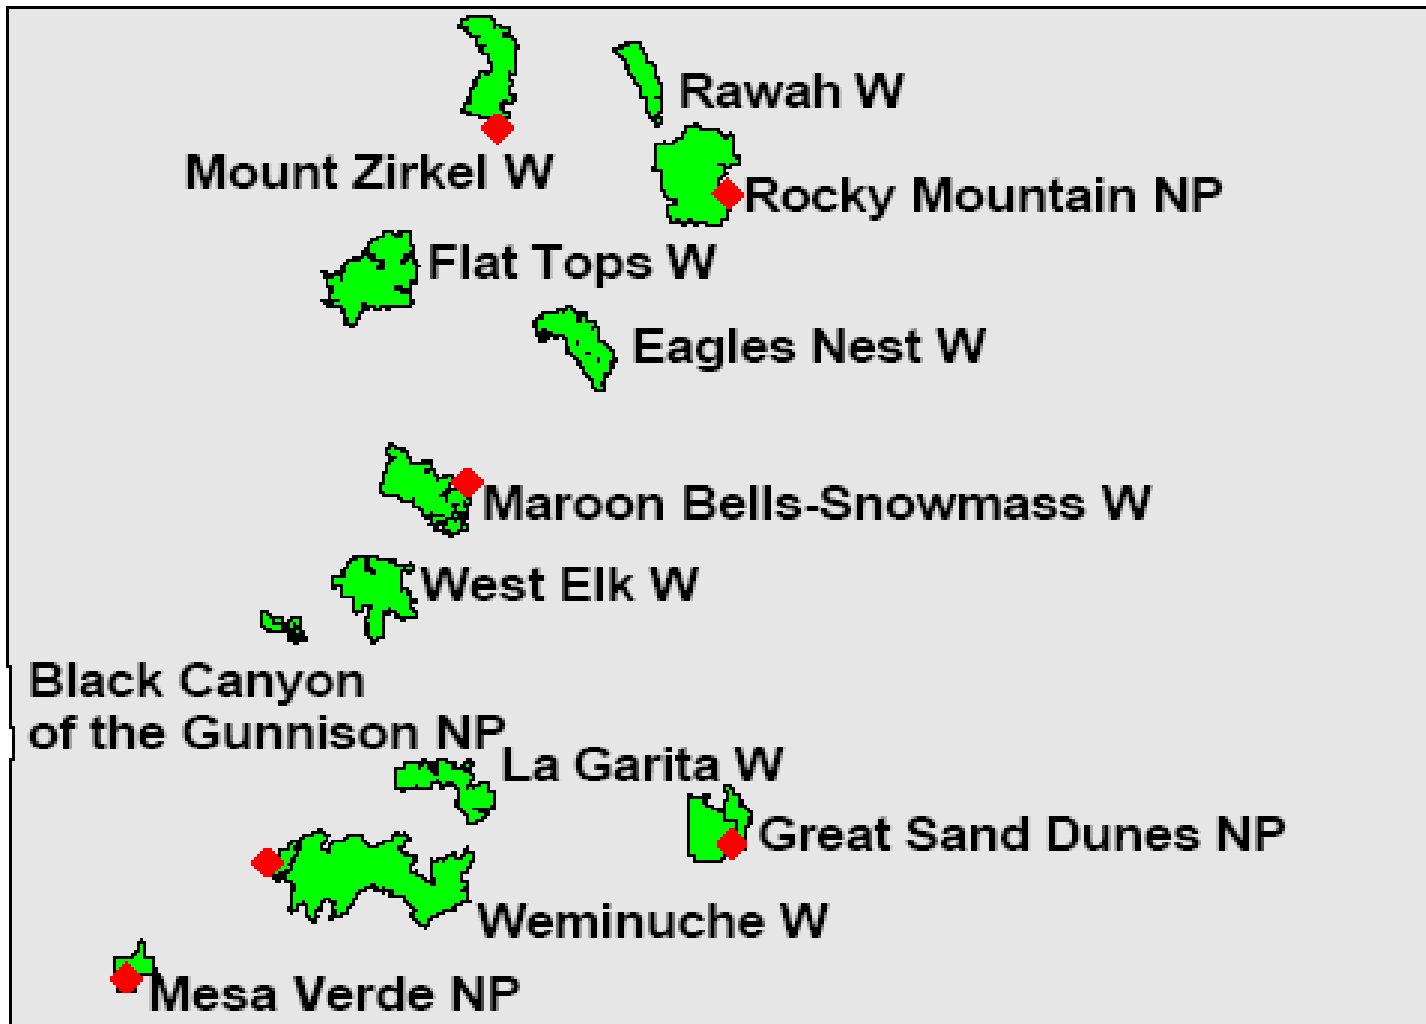 Rawah W
Mount Zirkel W
Rocky Mountain NP
Flat Tops W
Eagles Nest W
Maroon Bells-Snowmass W
West Elk W
Black Canyon
of the Gunnison NP
La Garita W
Great Sand Dunes NP
Weminuche W
Mesa Verde NP